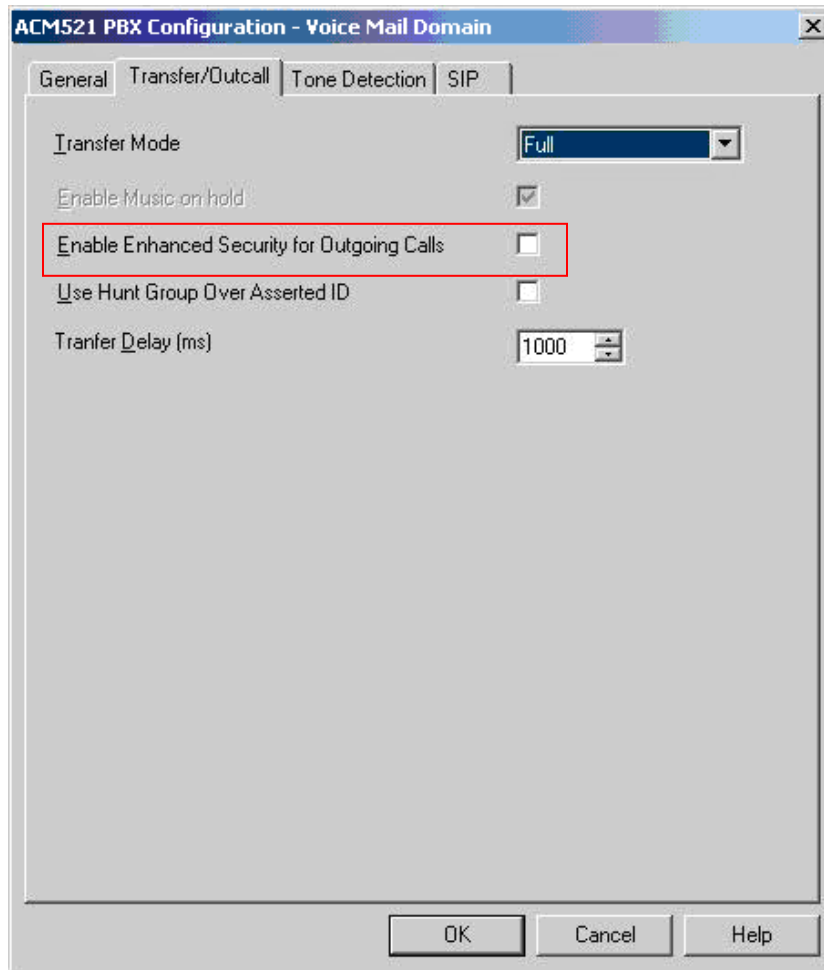 ACM521 PBX Configuration - Voice Mail Domain
General Transfer/Outcall Tone Detection SIP
Transfer Mode Full
Enable Music on hold
Enable Enhanced Security for Outgoing Calls
Use Hunt Group Over Asserted ID
Tranfer Delay (ms) 1000
OK Cancel Help